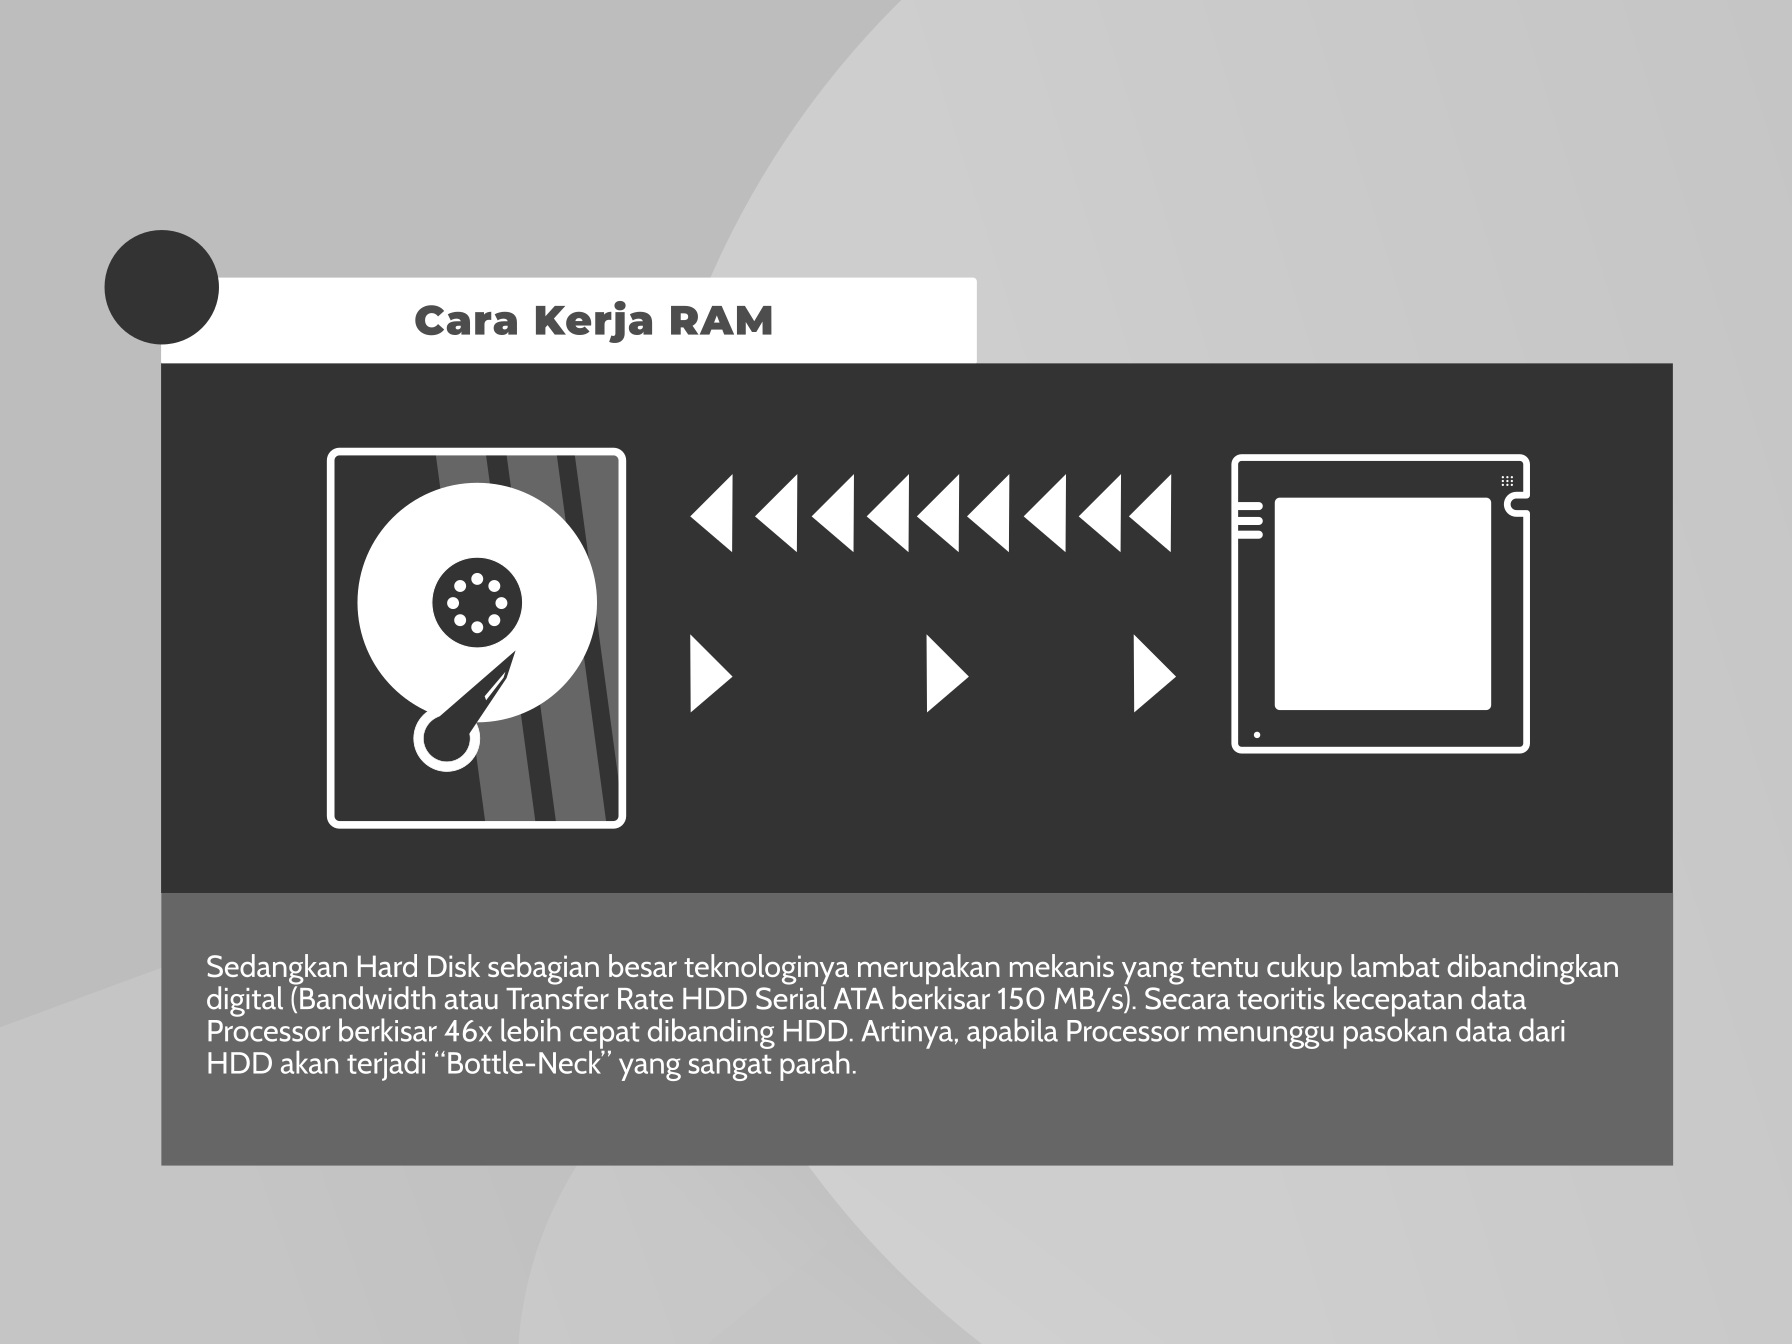 Cara Kerja RAM
Sedangkan Hard Disk sebagian besar teknologinya merupakan mekanis yang tentu cukup lambat dibandingkan
digital (Bandwidth atau Transfer Rate HDD Serial ATA berkisar 150 MB/s). Secara teoritis kecepatan data
Processor berkisar 46x lebih cepat dibanding HDD. Artinya, apabila Processor menunggu pasokan data dari
HDD akan terjadi “Bottle-Neck” yang sangat parah.